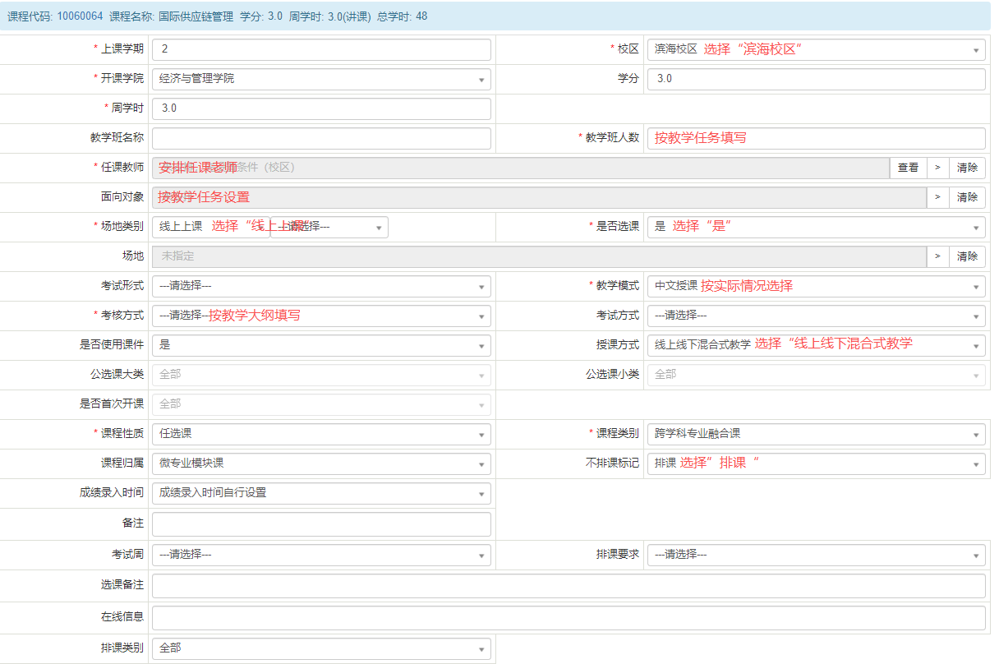 课程代码: 10060064 课程名称: 国际供应链管理 学分: 3.0 周学时: 3.0(讲课) 总学时: 48
* 上课学期 2 * 校区 滨海校区 选择“滨海校区”
* 开课学院 经济与管理学院 学分 3.0
* 周学时 3.0
教学班名称 * 教学班人数 按教学任务填写
* 任课教师 安排任课老师 条件（校区） 查看 > 清除
面向对象 按教学任务设置 > 清除
* 场地类别 线上上课 选择“线上上课” ---请选择--- * 是否选课 是 选择“是”
场地 未指定 > 清除
考试形式 ---请选择--- * 教学模式 中文授课 按实际情况选择
* 考核方式 ---请选择-- 按教学大纲填写 考试方式 ---请选择---
是否使用课件 是 授课方式 线上线下混合式教学 选择“线上线下混合式教学
公选课大类 全部 公选课小类 全部
是否首次开课 全部
* 课程性质 任选课 * 课程类别 跨学科专业融合课
课程归属 微专业模块课 不排课标记 排课 选择”排课“
成绩录入时间 成绩录入时间自行设置
备注
考试周 ---请选择--- 排课要求 ---请选择---
选课备注
在线信息
排课类别 全部